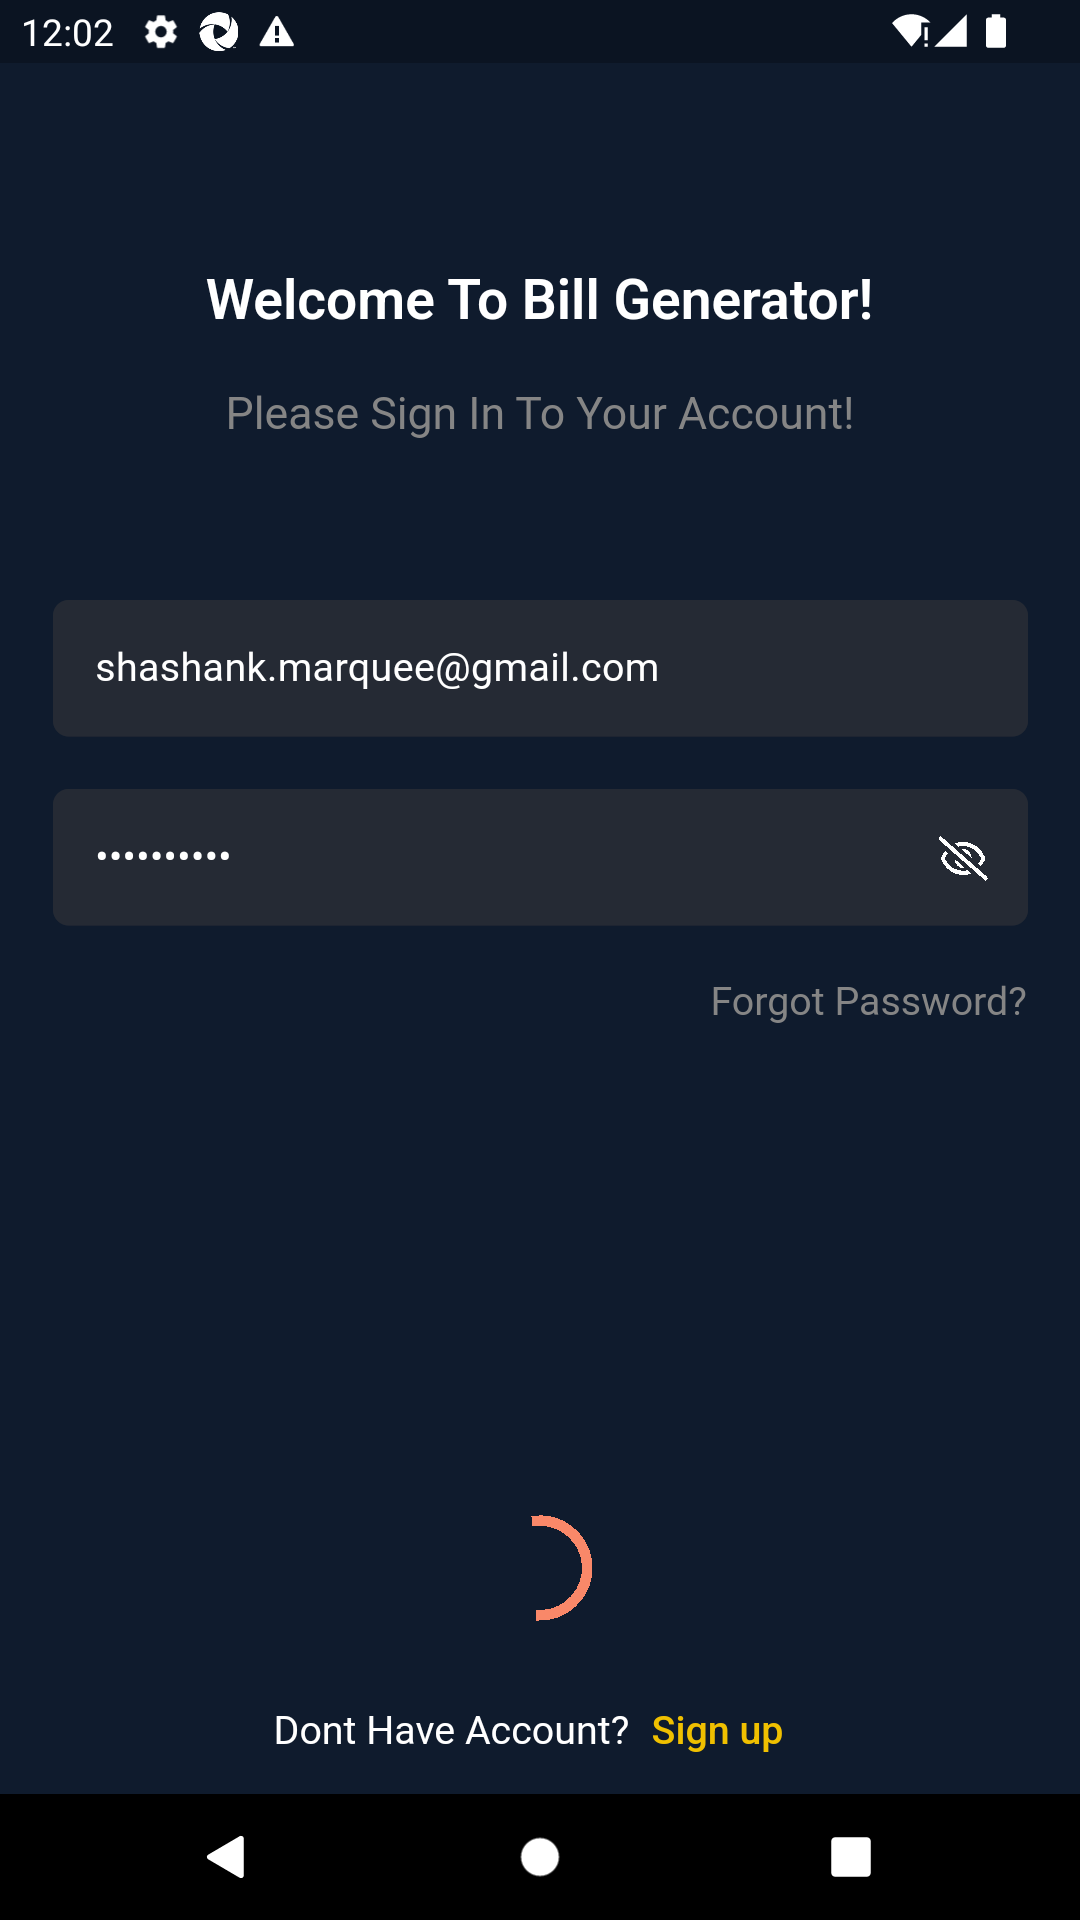 12:02
Welcome To Bill Generator!
Please Sign In To Your Account!
shashank.marquee@gmail.com
••••••••••
Forgot Password?
Dont Have Account? Sign up